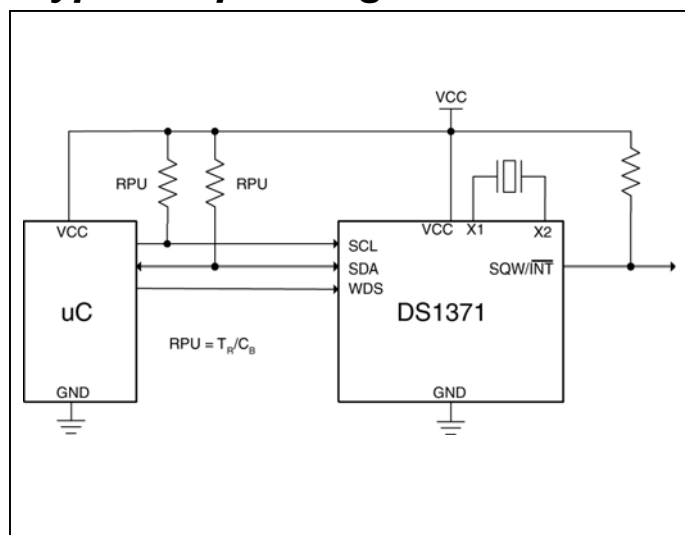 VCC
RPU
RPU
VCC
VCC
X1
X2
SCL
SDA
SQW/INT
WDS
uC
DS1371
RPU = TR/CB
GND
GND